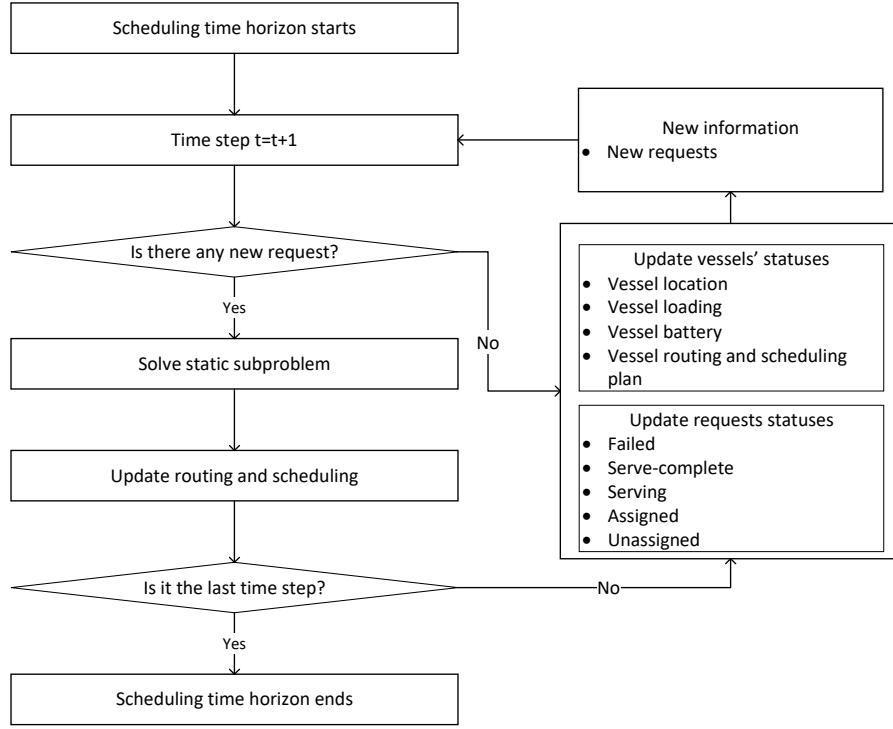 Scheduling time horizon starts
Time step t=t+1
Is there any new request?
Yes
Solve static subproblem
Update routing and scheduling
Is it the last time step?
Yes
Scheduling time horizon ends
No
No
New information
• New requests
Update vessels’ statuses
• Vessel location
• Vessel loading
• Vessel battery
• Vessel routing and scheduling
plan
Update requests statuses
• Failed
• Serve-complete
• Serving
• Assigned
• Unassigned